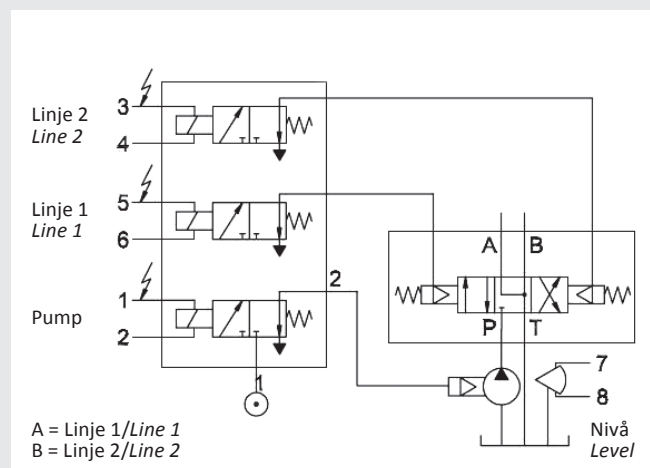 Linje 2
Line 2
3
4
Linje 1
Line 1
5
6
Pump
1
2
2
1
A B
P T
7
8
Nivå
Level
A = Linje 1/Line 1
B = Linje 2/Line 2